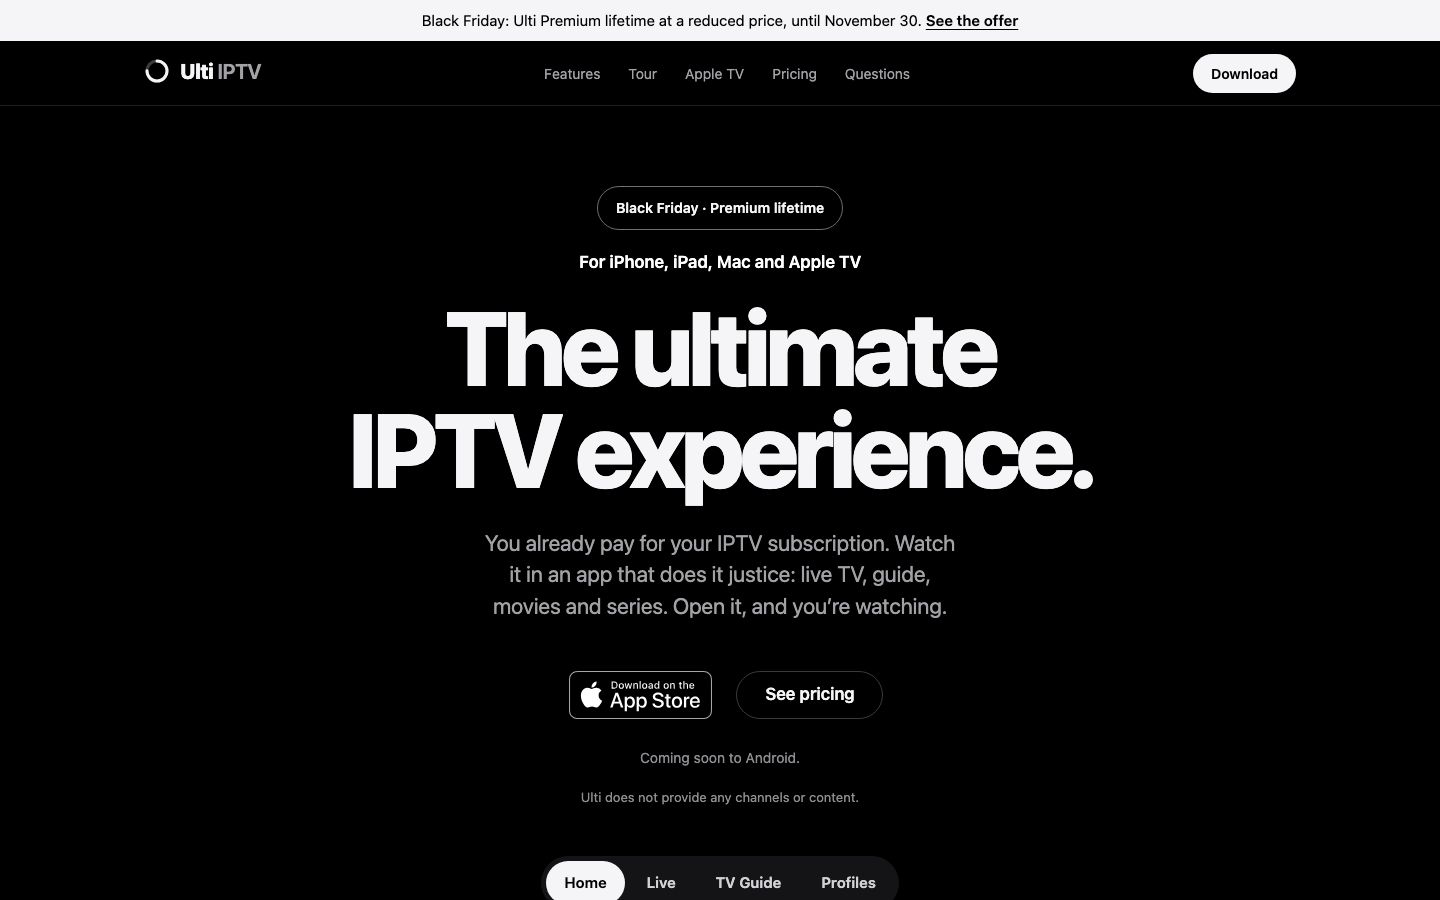 Black Friday: Ulti Premium lifetime at a reduced price, until November 30. See the offer
Ulti IPTV
Features
Tour
Apple TV
Pricing
Questions
Download
Black Friday · Premium lifetime
For iPhone, iPad, Mac and Apple TV
The ultimate
IPTV experience.
You already pay for your IPTV subscription. Watch
it in an app that does it justice: live TV, guide,
movies and series. Open it, and you’re watching.
Download on the
App Store
See pricing
Coming soon to Android.
Ulti does not provide any channels or content.
Home
Live
TV Guide
Profiles